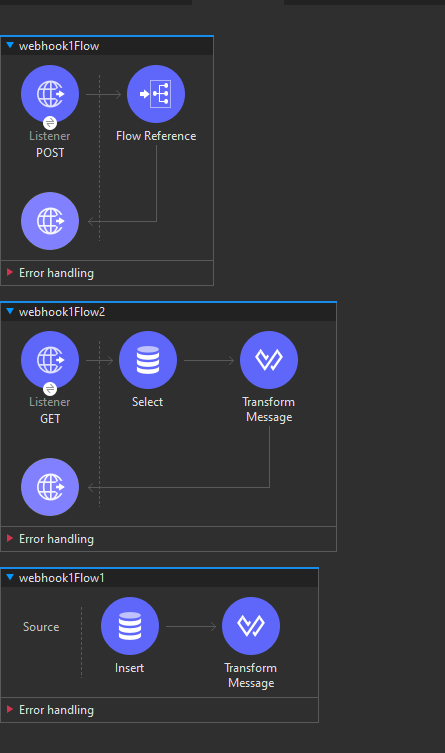 webhook1Flow
Listener
POST
Flow Reference
Error handling
webhook1Flow2
Listener
GET
Select
Transform
Message
Error handling
webhook1Flow1
Source
Insert
Transform
Message
Error handling